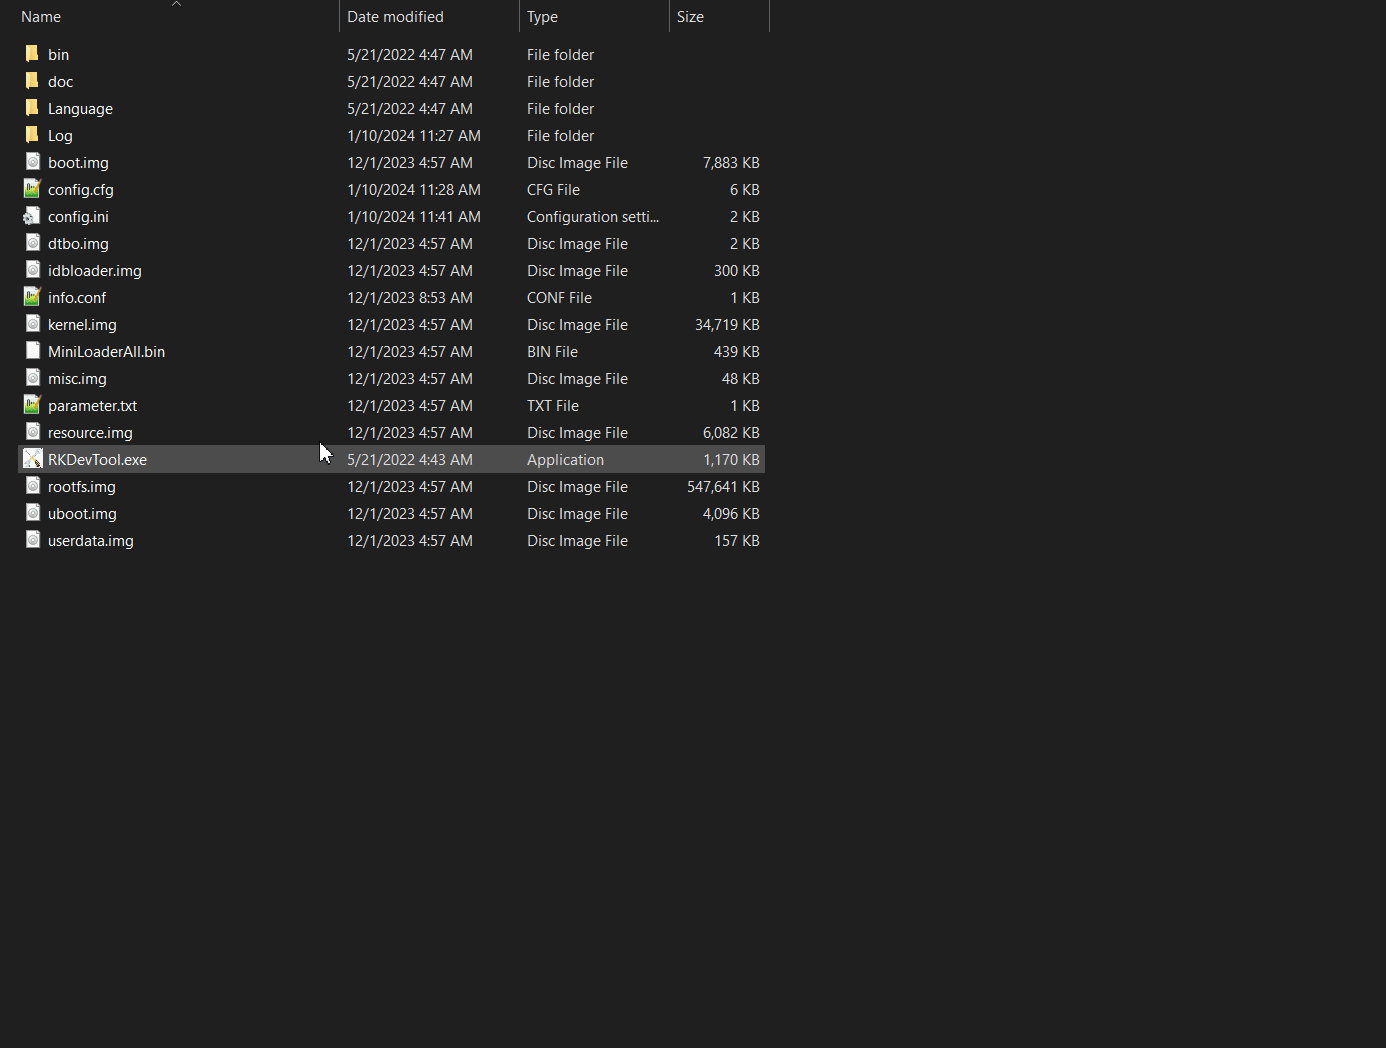 Name Date modified Type Size
bin 5/21/2022 4:47 AM File folder
doc 5/21/2022 4:47 AM File folder
Language 5/21/2022 4:47 AM File folder
Log 1/10/2024 11:27 AM File folder
boot.img 12/1/2023 4:57 AM Disc Image File 7,883 KB
config.cfg 1/10/2024 11:28 AM CFG File 6 KB
config.ini 1/10/2024 11:41 AM Configuration setti... 2 KB
dtbo.img 12/1/2023 4:57 AM Disc Image File 2 KB
idbloader.img 12/1/2023 4:57 AM Disc Image File 300 KB
info.conf 12/1/2023 8:53 AM CONF File 1 KB
kernel.img 12/1/2023 4:57 AM Disc Image File 34,719 KB
MiniLoaderAll.bin 12/1/2023 4:57 AM BIN File 439 KB
misc.img 12/1/2023 4:57 AM Disc Image File 48 KB
parameter.txt 12/1/2023 4:57 AM TXT File 1 KB
resource.img 12/1/2023 4:57 AM Disc Image File 6,082 KB
RKDevTool.exe 5/21/2022 4:43 AM Application 1,170 KB
rootfs.img 12/1/2023 4:57 AM Disc Image File 547,641 KB
uboot.img 12/1/2023 4:57 AM Disc Image File 4,096 KB
userdata.img 12/1/2023 4:57 AM Disc Image File 157 KB